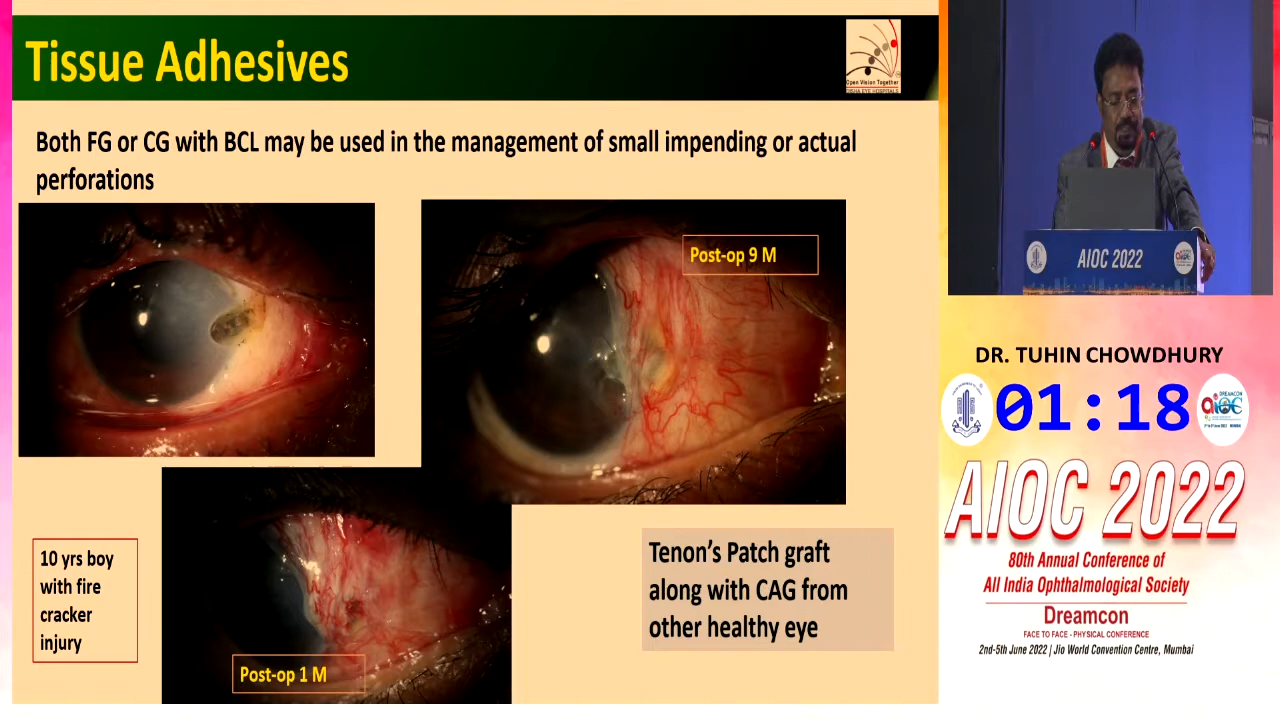 Tissue Adhesives
Open Vision Together
Both FG or CG with BCL may be used in the management of small impending or actual
perforations
Post-op 9 M
10 yrs boy
with fire
cracker
injury
Post-op 1 M
Tenon's Patch graft
along with CAG from
other healthy eye
AIOC 2022
DR. TUHIN CHOWDHURY
01:18
DREAMCON
aioc
AIOC 2022
80th Annual Conference of
All India Ophthalmological Society
Dreamcon
FACE TO FACE - PHYSICAL CONFERENCE
2nd-5th June 2022 | Jio World Convention Centre, Mumbai